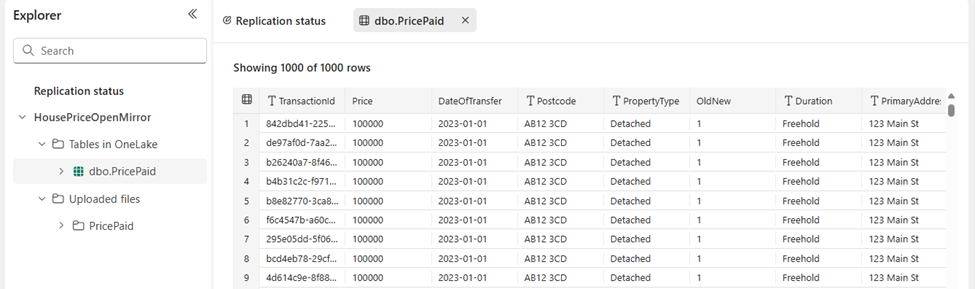 Explorer
Search
Replication status
HousePriceOpenMirror
Tables in OneLake
dbo.PricePaid
Uploaded files
PricePaid
Replication status dbo.PricePaid
Showing 1000 of 1000 rows
TransactionId Price DateOfTransfer Postcode PropertyType OldNew Duration PrimaryAddre
1 842dbd41-225... 100000 2023-01-01 AB12 3CD Detached 1 Freehold 123 Main St
2 de97af0d-7aa2... 100000 2023-01-01 AB12 3CD Detached 1 Freehold 123 Main St
3 b26240a7-8f46... 100000 2023-01-01 AB12 3CD Detached 1 Freehold 123 Main St
4 b4b31c2c-f971... 100000 2023-01-01 AB12 3CD Detached 1 Freehold 123 Main St
5 b8e82770-3ca8... 100000 2023-01-01 AB12 3CD Detached 1 Freehold 123 Main St
6 f6c4547b-a60c... 100000 2023-01-01 AB12 3CD Detached 1 Freehold 123 Main St
7 295e05dd-5f06... 100000 2023-01-01 AB12 3CD Detached 1 Freehold 123 Main St
8 bcd4eb78-29cf... 100000 2023-01-01 AB12 3CD Detached 1 Freehold 123 Main St
9 4d614c9e-8f88... 100000 2023-01-01 AB12 3CD Detached 1 Freehold 123 Main St